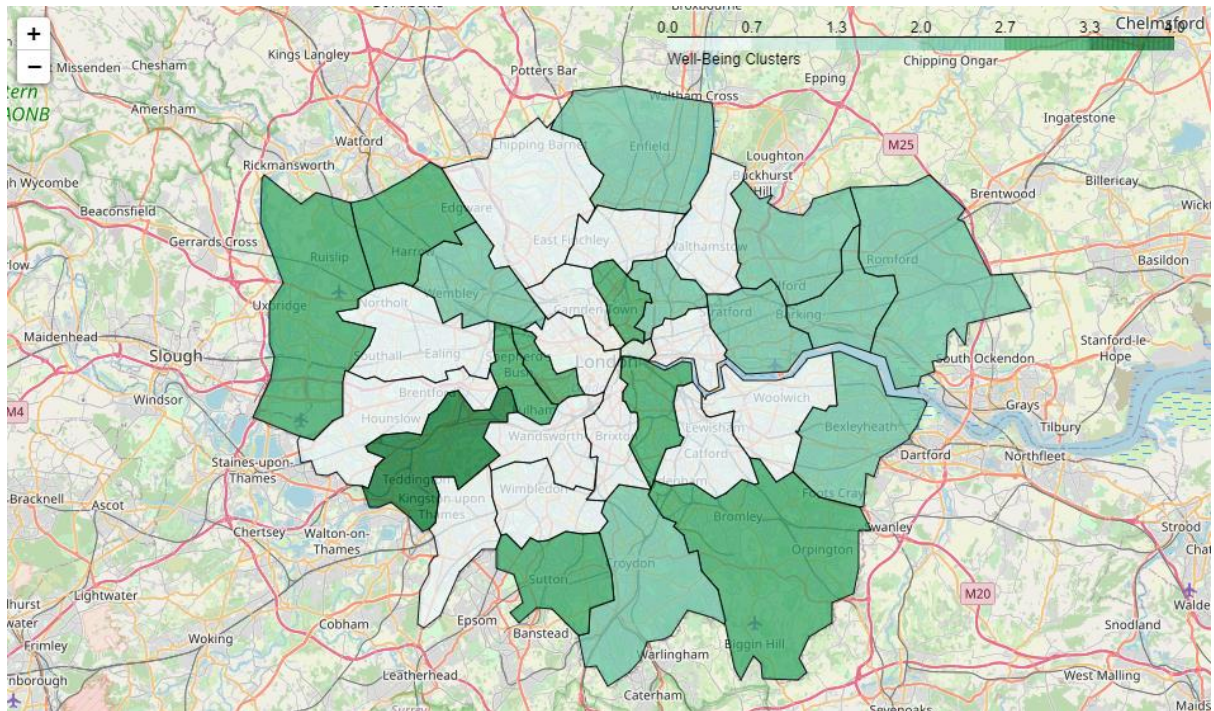 +
−
Missenden
Chesham
Kings Langley
Potters Bar
Broxbourne
0.0 0.7 1.3 2.0 2.7 3.3 4.0
Well-Being Clusters
Chelmsford
Chipping Ongar
Epping
AONB
Amersham
Watford
Waltham Cross
Ingatestone
Chipping Barnet
Enfield
Loughton
M25
Rickmansworth
Buckhurst
Hill
Brentwood
Billericay
High Wycombe
Beaconsfield
Edgware
Gerrards Cross
Harrow
East Finchley
Walthamstow
Romford
Basildon
Ruislip
Ilford
Uxbridge
Northolt
Wembley
Camden Town
Stratford
Barking
Maidenhead
Slough
Southall
Ealing
Shepherd's
Bush
London
South Ockendon
Stanford-le-
Hope
Windsor
Brentford
Hounslow
Fulham
Woolwich
M4
Grays
Tilbury
Wandsworth
Brixton
Lewisham
Catford
Bexleyheath
Dartford
Northfleet
Staines-upon-
Thames
Bracknell
Ascot
Teddington
Kingston upon
Thames
Wimbledon
Foots Cray
Chertsey
Walton-on-
Thames
Bromley
Orpington
Swanley
Strood
Croydon
Sutton
Lightwater
Cobham
Epsom
Banstead
M20
Snodland
Woking
Biggin Hill
Frimley
Leatherhead
Warlingham
Caterham
West Malling
Sevenoaks